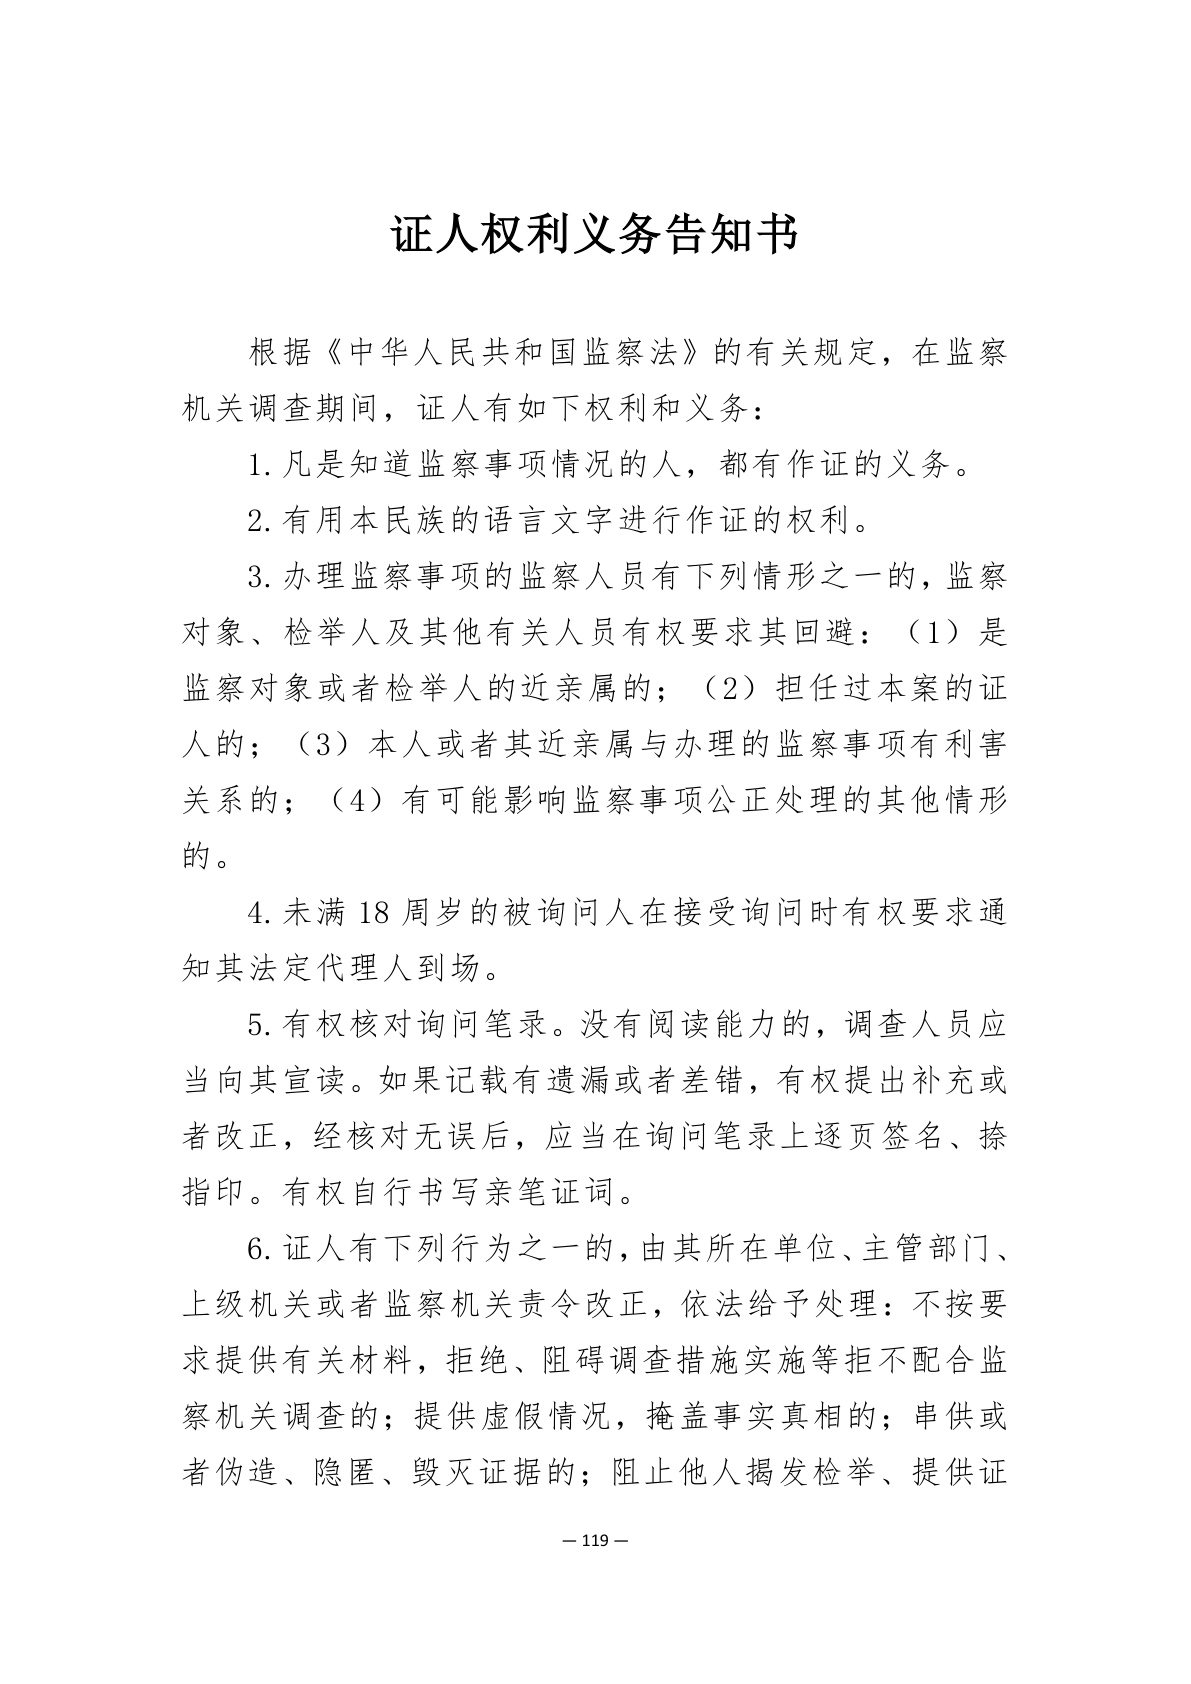 证人权利义务告知书
根据《中华人民共和国监察法》的有关规定，在监察
机关调查期间，证人有如下权利和义务：
1.凡是知道监察事项情况的人，都有作证的义务。
2.有用本民族的语言文字进行作证的权利。
3.办理监察事项的监察人员有下列情形之一的，监察
对象、检举人及其他有关人员有权要求其回避：（1）是
监察对象或者检举人的近亲属的；（2）担任过本案的证
人的；（3）本人或者其近亲属与办理的监察事项有利害
关系的；（4）有可能影响监察事项公正处理的其他情形
的。
4.未满 18 周岁的被询问人在接受询问时有权要求通
知其法定代理人到场。
5.有权核对询问笔录。没有阅读能力的，调查人员应
当向其宣读。如果记载有遗漏或者差错，有权提出补充或
者改正，经核对无误后，应当在询问笔录上逐页签名、捺
指印。有权自行书写亲笔证词。
6.证人有下列行为之一的，由其所在单位、主管部门、
上级机关或者监察机关责令改正，依法给予处理：不按要
求提供有关材料，拒绝、阻碍调查措施实施等拒不配合监
察机关调查的；提供虚假情况，掩盖事实真相的；串供或
者伪造、隐匿、毁灭证据的；阻止他人揭发检举、提供证
— 119 —